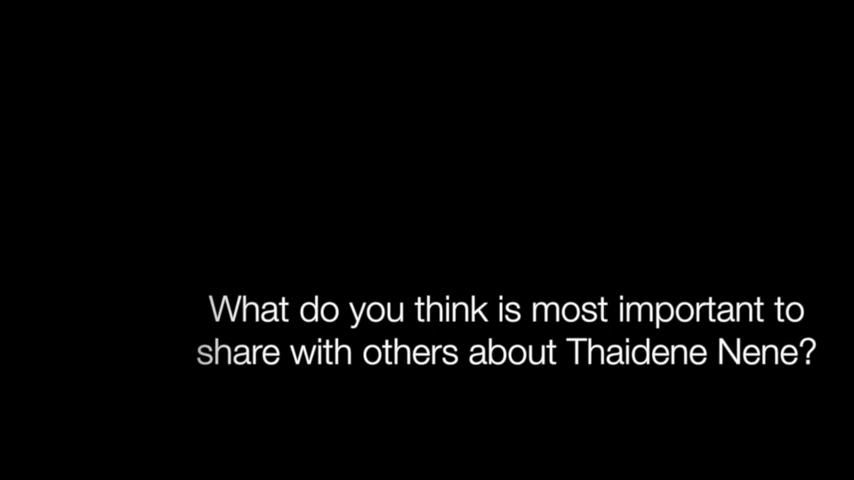 What do you think is most important to
share with others about Thaidene Nene?